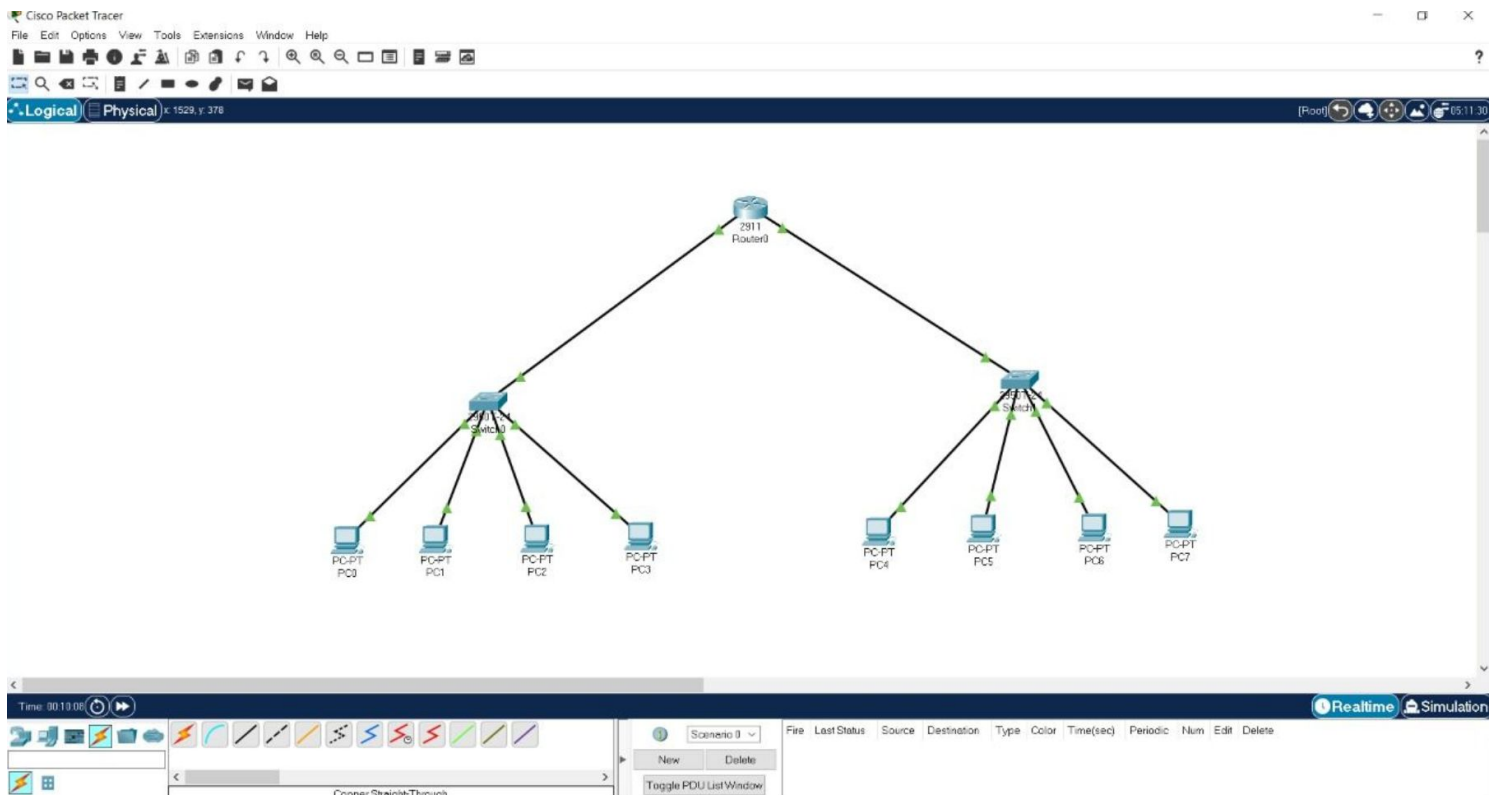 Cisco Packet Tracer
File Edit Options View Tools Extensions Window Help
?
Logical Physical x: 1529, y: 378
[Root] 05:11:30
2911
Router0
Switch0
Switch1
PC-PT
PC0
PC-PT
PC1
PC-PT
PC2
PC-PT
PC3
PC-PT
PC4
PC-PT
PC5
PC-PT
PC6
PC-PT
PC7
Time: 00:10:08
Realtime Simulation
Scenario 0
Fire Last Status Source Destination Type Color Time(sec) Periodic Num Edit Delete
New Delete
Toggle PDU List Window
Copper Straight-Through